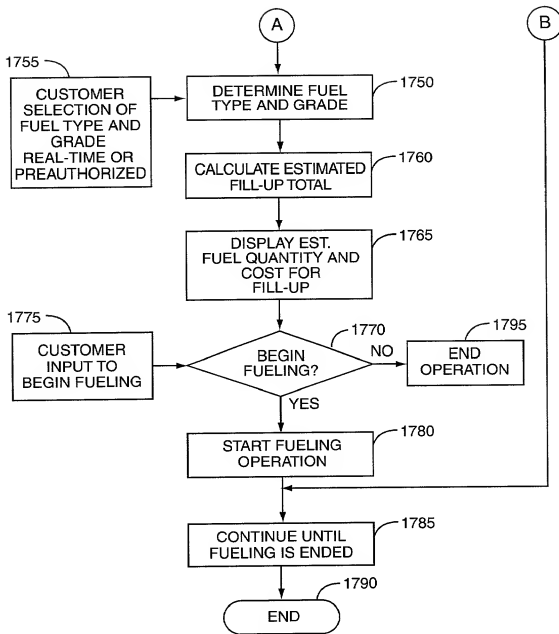 A
B
1755
CUSTOMER
SELECTION OF
FUEL TYPE AND
GRADE
REAL-TIME OR
PREAUTHORIZED
DETERMINE FUEL
TYPE AND GRADE
1750
CALCULATE ESTIMATED
FILL-UP TOTAL
1760
DISPLAY EST.
FUEL QUANTITY AND
COST FOR
FILL-UP
1765
1775
CUSTOMER
INPUT TO
BEGIN FUELING
BEGIN
FUELING?
1770
NO
1795
END
OPERATION
YES
START FUELING
OPERATION
1780
CONTINUE UNTIL
FUELING IS ENDED
1785
1790
END